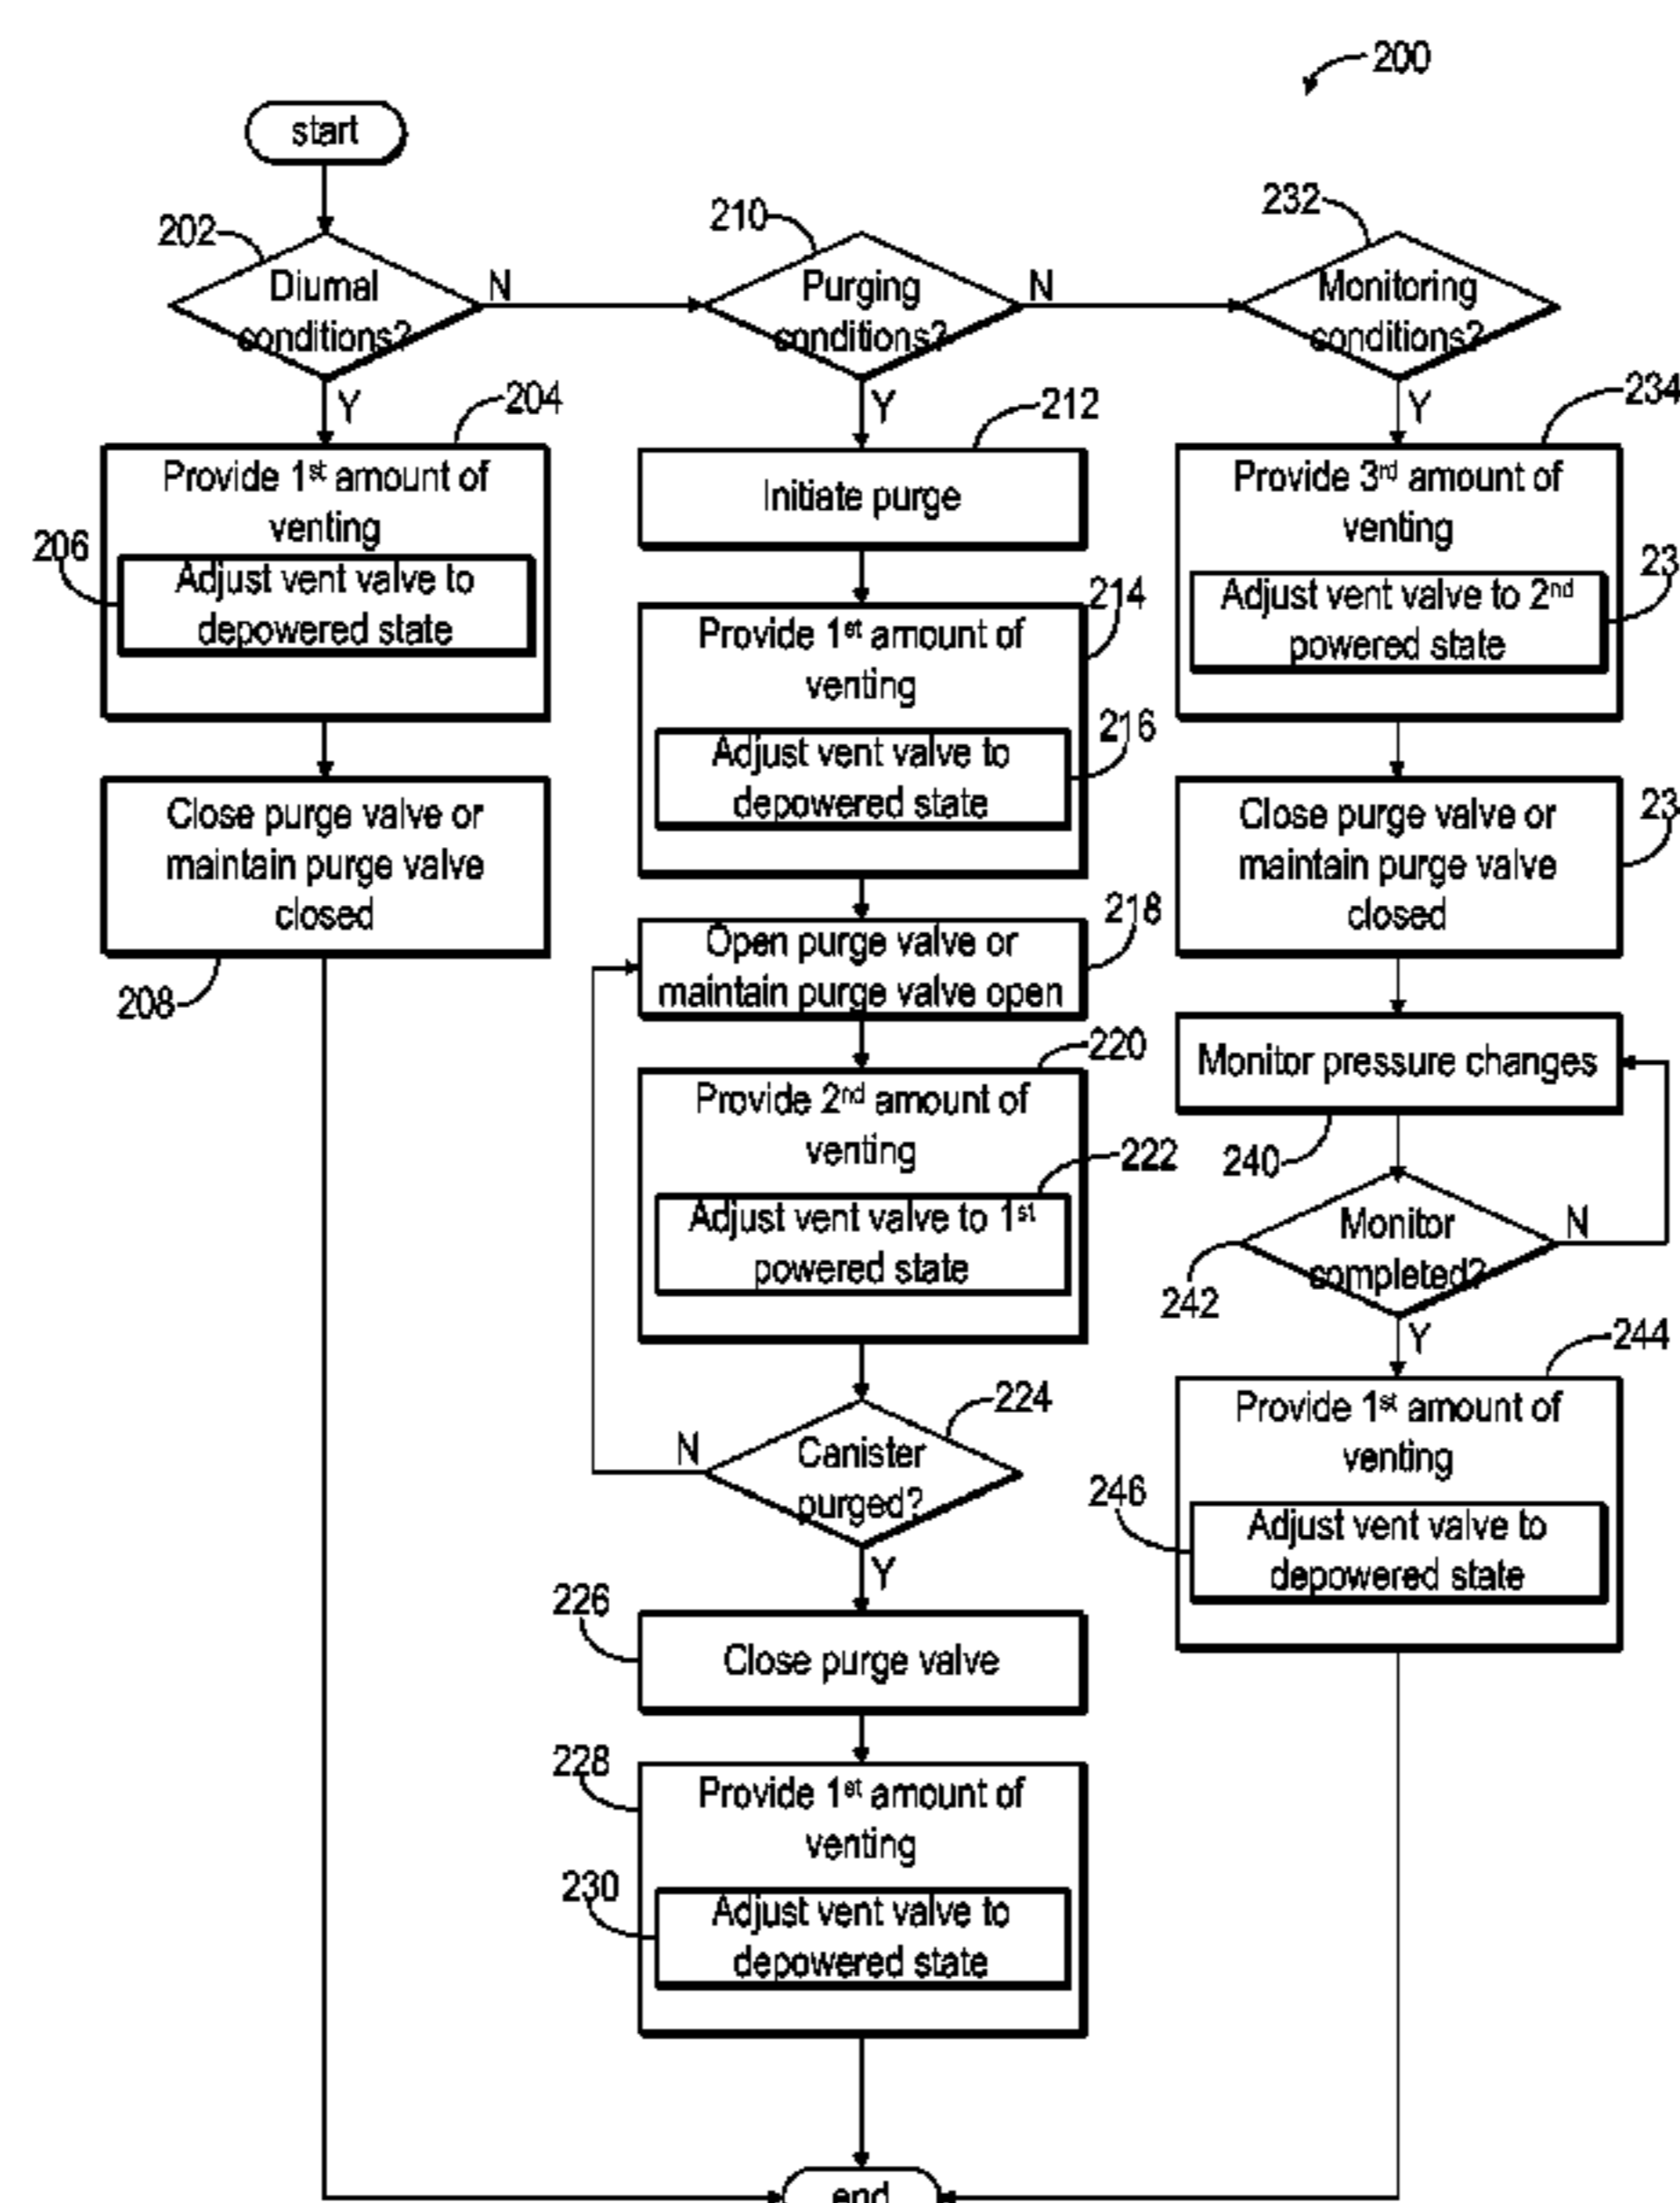 200
start
202
Diurnal
conditions?
N
Y
204
Provide 1st amount of
venting
206
Adjust vent valve to
depowered state
Close purge valve or
maintain purge valve
closed
208
210
Purging
conditions?
N
Y
212
Initiate purge
214
Provide 1st amount of
venting
216
Adjust vent valve to
depowered state
218
Open purge valve or
maintain purge valve open
220
Provide 2nd amount of
venting
222
Adjust vent valve to 1st
powered state
224
Canister
purged?
N
Y
226
Close purge valve
228
Provide 1st amount of
venting
230
Adjust vent valve to
depowered state
232
Monitoring
conditions?
Y
234
Provide 3rd amount of
venting
23
Adjust vent valve to 2nd
powered state
23
Close purge valve or
maintain purge valve
closed
Monitor pressure changes
240
Monitor
completed?
242
N
Y
244
Provide 1st amount of
venting
246
Adjust vent valve to
depowered state
end